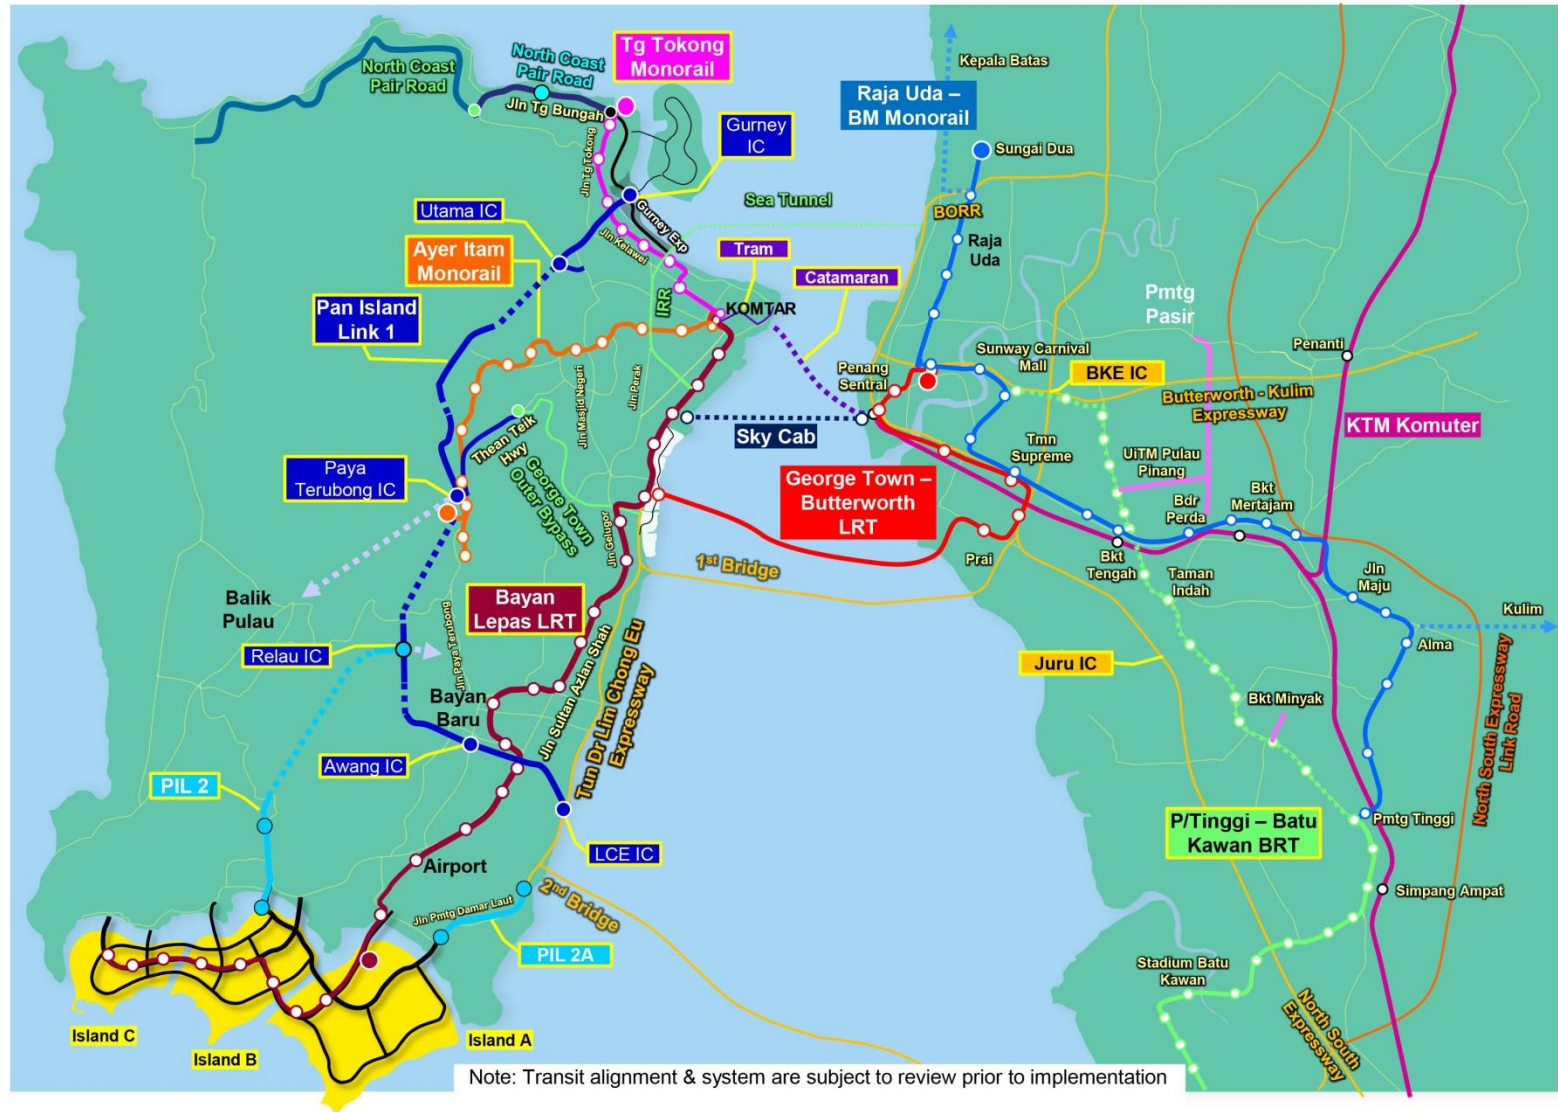 North Coast
Pair Road
North Coast
Pair Road
Jln Tg Bungah
Tg Tokong
Monorail
Jln Tg Tokong
Gurney
IC
Utama IC
Gurney Exp
Jln Kelawei
Sea Tunnel
Ayer Itam
Monorail
Tram
Catamaran
IRR
KOMTAR
Pan Island
Link 1
Jln Masjid Negeri
Jln Perak
Sky Cab
Thean Teik
Hwy
George Town
Outer Bypass
Paya
Terubong IC
Balik
Pulau
Relau IC
Jln Paya Terubong
Jln Gelugor
Bayan
Lepas LRT
Bayan
Baru
Jln Sultan Azlan Shah
Tun Dr Lim Chong Eu
Expressway
Awang IC
PIL 2
LCE IC
Airport
Jln Pmtg Damar Laut
PIL 2A
2nd Bridge
1st Bridge
Island C
Island B
Island A
Kepala Batas
Raja Uda –
BM Monorail
Sungai Dua
BORR
Raja
Uda
Pmtg
Pasir
Penanti
Sunway Carnival
Mall
Penang
Sentral
BKE IC
Butterworth - Kulim
Expressway
KTM Komuter
Tmn
Supreme
UiTM Pulau
Pinang
George Town –
Butterworth
LRT
Bdr
Perda
Bkt
Mertajam
Prai
Bkt
Tengah
Taman
Indah
Jln
Maju
Kulim
Alma
Juru IC
Bkt Minyak
North South Expressway
Link Road
P/Tinggi – Batu
Kawan BRT
Pmtg Tinggi
Simpang Ampat
Stadium Batu
Kawan
North South
Expressway
Note: Transit alignment & system are subject to review prior to implementation